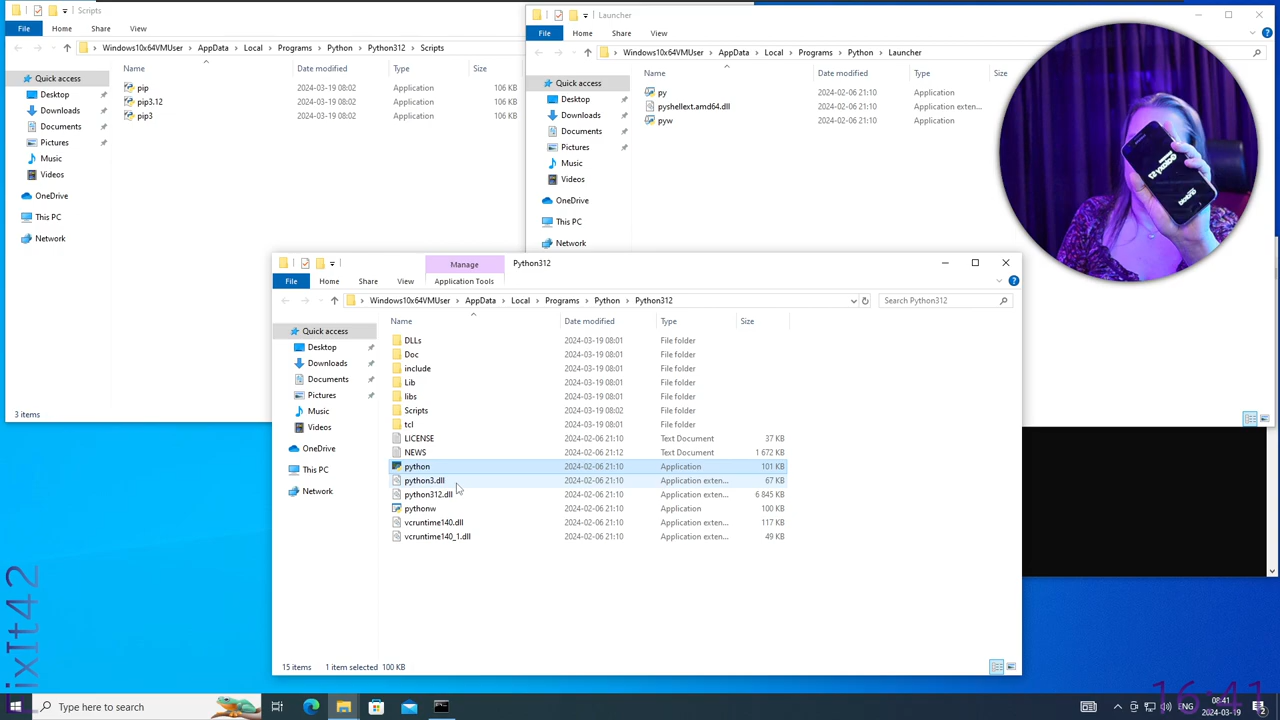 Scripts
File Home Share View
Windows10x64VMUser > AppData > Local > Programs > Python > Python312 > Scripts
Name Date modified Type Size
Quick access
Desktop
Downloads
Documents
Pictures
Music
Videos
OneDrive
This PC
Network
pip 2024-03-19 08:02 Application 106 KB
pip3.12 2024-03-19 08:02 Application 106 KB
pip3 2024-03-19 08:02 Application 106 KB
3 items
Launcher
File Home Share View
Windows10x64VMUser > AppData > Local > Programs > Python > Launcher
Name Date modified Type Size
Quick access
Desktop
Downloads
Documents
Pictures
Music
Videos
OneDrive
This PC
Network
py 2024-02-06 21:10 Application
pyshellext.amd64.dll 2024-02-06 21:10 Application exten...
pyw 2024-02-06 21:10 Application
Manage Python312
File Home Share View Application Tools
Windows10x64VMUser > AppData > Local > Programs > Python > Python312
Search Python312
Name Date modified Type Size
Quick access
Desktop
Downloads
Documents
Pictures
Music
Videos
OneDrive
This PC
Network
DLLs 2024-03-19 08:01 File folder
Doc 2024-03-19 08:01 File folder
include 2024-03-19 08:01 File folder
Lib 2024-03-19 08:01 File folder
libs 2024-03-19 08:01 File folder
Scripts 2024-03-19 08:02 File folder
tcl 2024-03-19 08:01 File folder
LICENSE 2024-02-06 21:10 Text Document 37 KB
NEWS 2024-02-06 21:12 Text Document 1 672 KB
python 2024-02-06 21:10 Application 101 KB
python3.dll 2024-02-06 21:10 Application exten... 67 KB
python312.dll 2024-02-06 21:10 Application exten... 6 845 KB
pythonw 2024-02-06 21:10 Application 100 KB
vcruntime140.dll 2024-02-06 21:10 Application exten... 117 KB
vcruntime140_1.dll 2024-02-06 21:10 Application exten... 49 KB
15 items 1 item selected 100 KB
ixIt42
16:41
Type here to search
ENG
08:41
2024-03-19
2